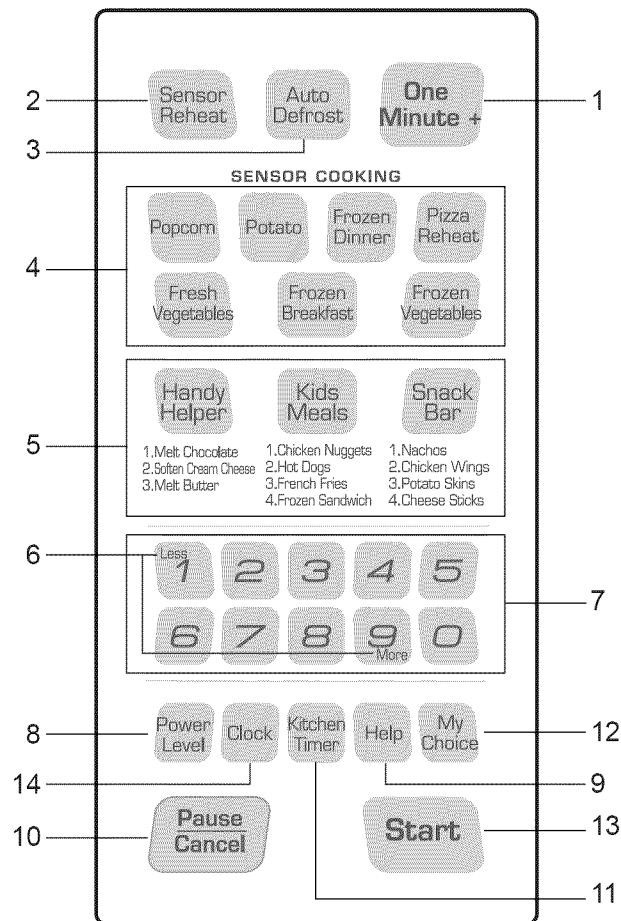 Sensor
Reheat
Auto
Defrost
One
Minute +
2
3
1
SENSOR COOKING
Popcorn
Potato
Frozen
Dinner
Pizza
Reheat
4
Fresh
Vegetables
Frozen
Breakfast
Frozen
Vegetables
Handy
Helper
Kids
Meals
Snack
Bar
5
1.Melt Chocolate
2.Soften Cream Cheese
3.Melt Butter
1.Chicken Nuggets
2.Hot Dogs
3.French Fries
4.Frozen Sandwich
1.Nachos
2.Chicken Wings
3.Potato Skins
4.Cheese Sticks
6
Less
1 2 3 4 5
7
6 7 8 9 0
More
8
Power
Level
Clock
Kitchen
Timer
Help
My
Choice
12
14
9
10
Pause
Cancel
Start
13
11